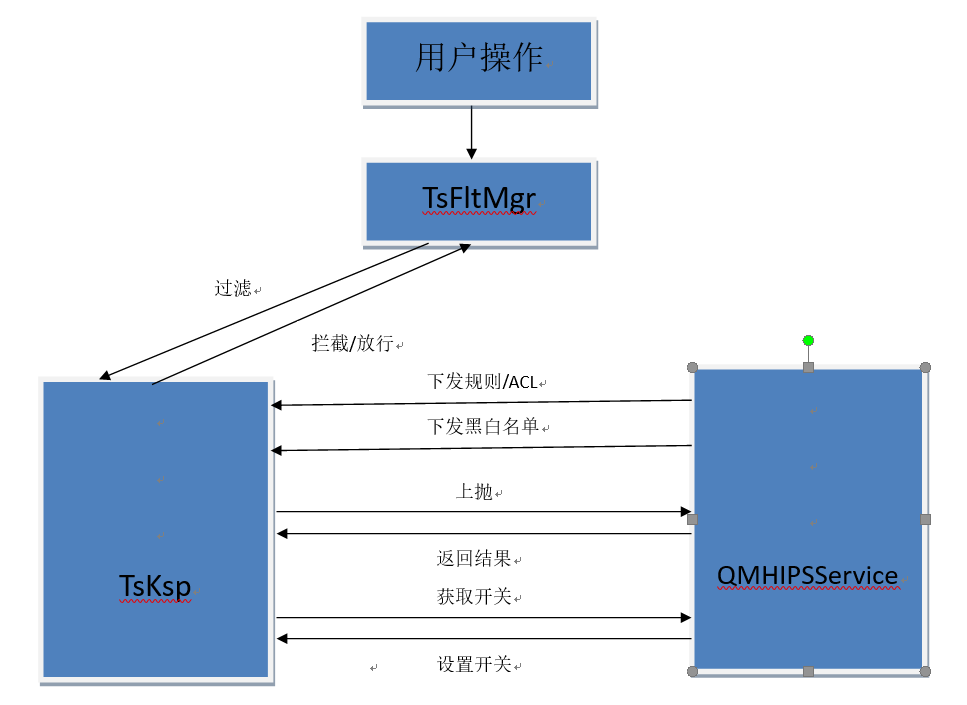 用户操作
TsFltMgr
过滤
拦截/放行
下发规则/ACL
下发黑白名单
上抛
返回结果
TsKsp
QMHIPSService
获取开关
设置开关